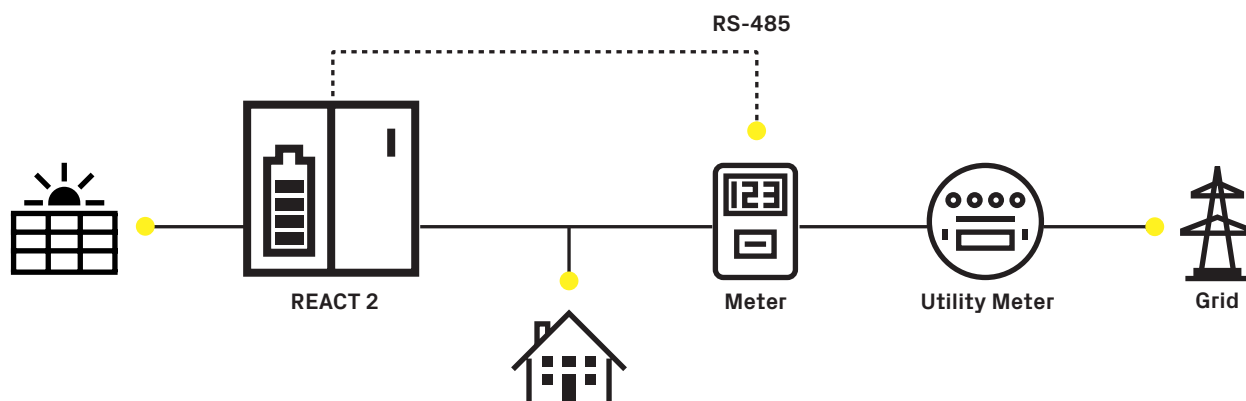 RS-485
123
REACT 2
Meter
Utility Meter
Grid